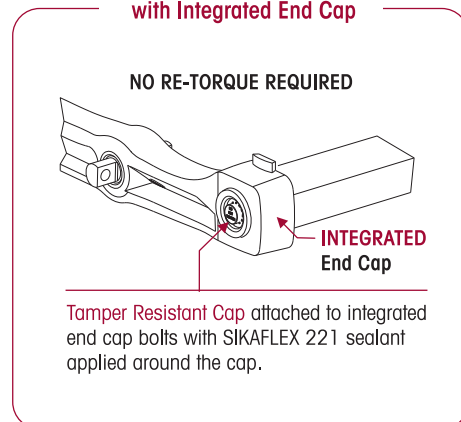 with Integrated End Cap
NO RE-TORQUE REQUIRED
INTEGRATED
End Cap
Tamper Resistant Cap attached to integrated
end cap bolts with SIKAFLEX 221 sealant
applied around the cap.